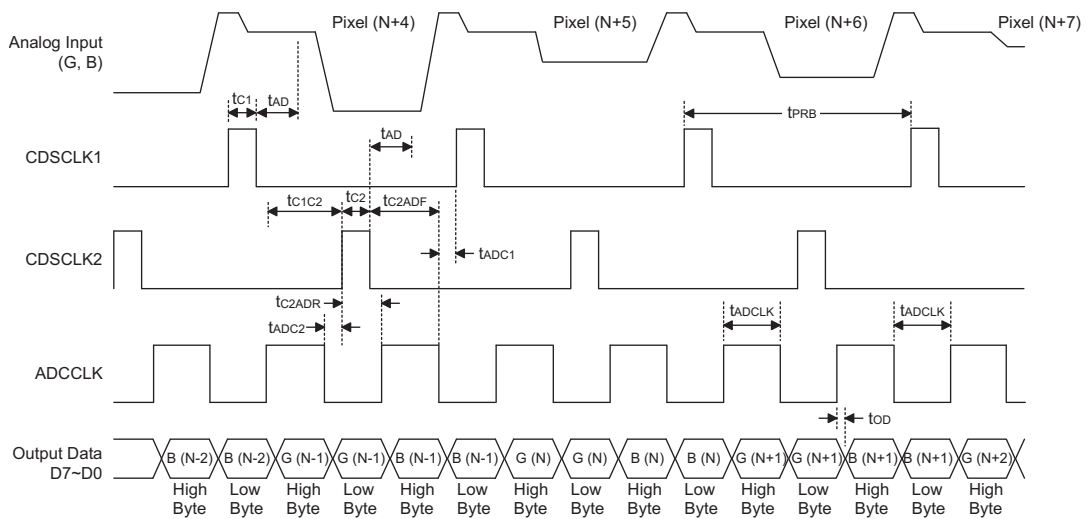 Pixel (N+4) Pixel (N+5) Pixel (N+6) Pixel (N+7)
Analog Input
(G, B)
tC1 tAD
tPRB
tAD
CDSCLK1
tC1C2 tC2 tC2ADF
tADC1
CDSCLK2
tC2ADR tADCLK tADCLK
tADC2
ADCCLK
tOD
Output Data
D7~D0
B (N-2) B (N-2) G (N-1) G (N-1) B (N-1) B (N-1) G (N) G (N) B (N) B (N) G (N+1) G (N+1) B (N+1) B (N+1) G (N+2)
High Low High Low High Low High Low High Low High Low High Low High
Byte Byte Byte Byte Byte Byte Byte Byte Byte Byte Byte Byte Byte Byte Byte